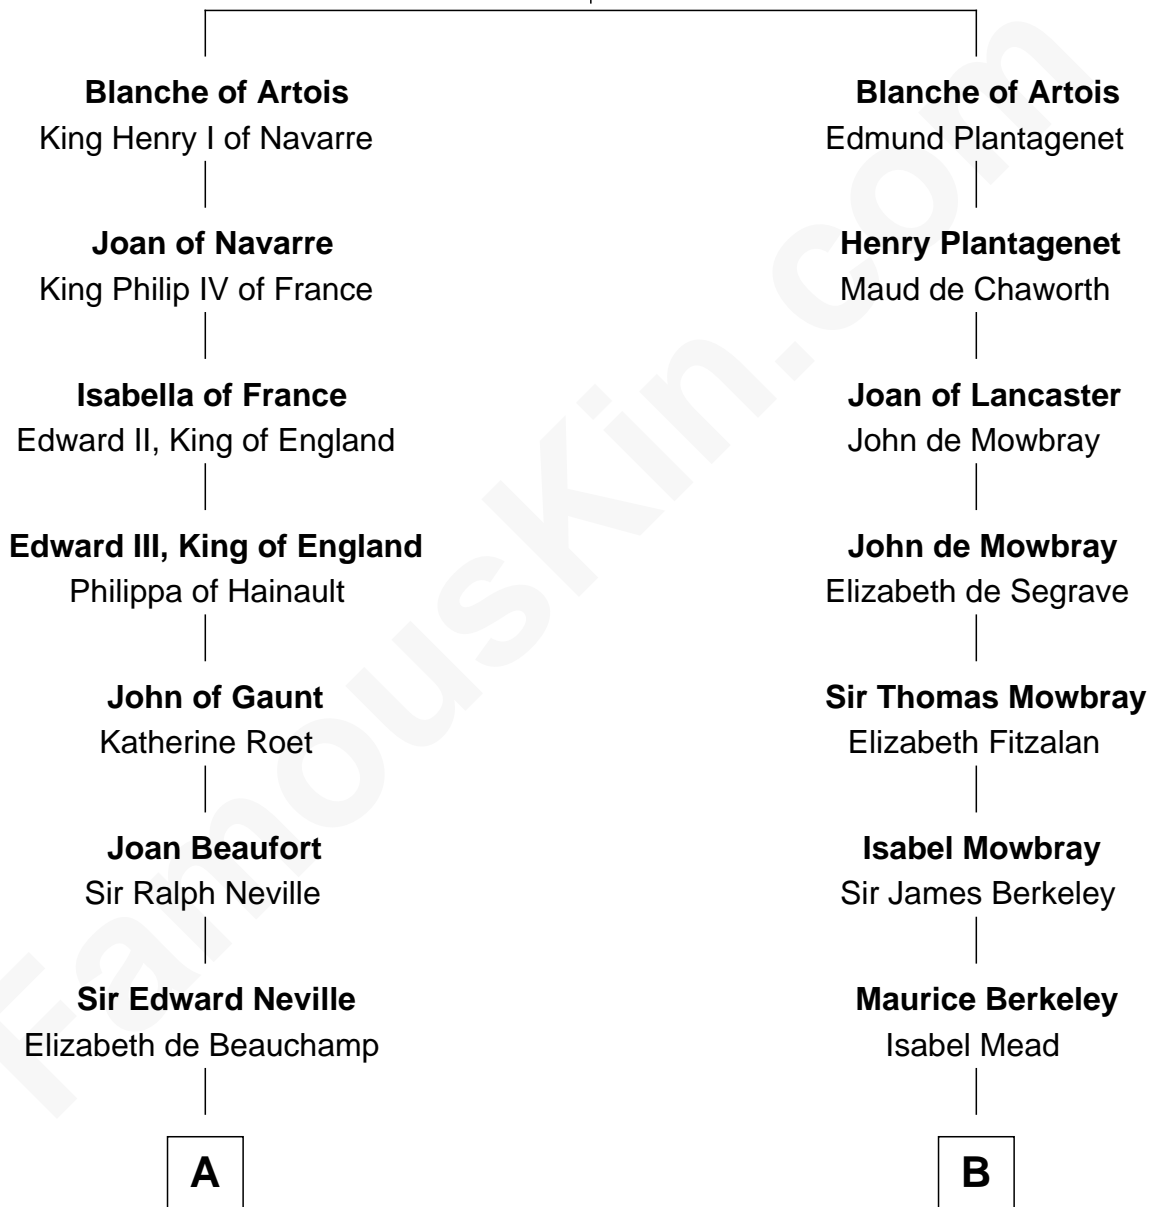 Blanche of Artois
King Henry I of Navarre
Joan of Navarre
King Philip IV of France
Isabella of France
Edward II, King of England
Edward III, King of England
Philippa of Hainault
John of Gaunt
Katherine Roet
Joan Beaufort
Sir Ralph Neville
Sir Edward Neville
Elizabeth de Beauchamp
A
Blanche of Artois
Edmund Plantagenet
Henry Plantagenet
Maud de Chaworth
Joan of Lancaster
John de Mowbray
John de Mowbray
Elizabeth de Segrave
Sir Thomas Mowbray
Elizabeth Fitzalan
Isabel Mowbray
Sir James Berkeley
Maurice Berkeley
Isabel Mead
B
FamousKin.com